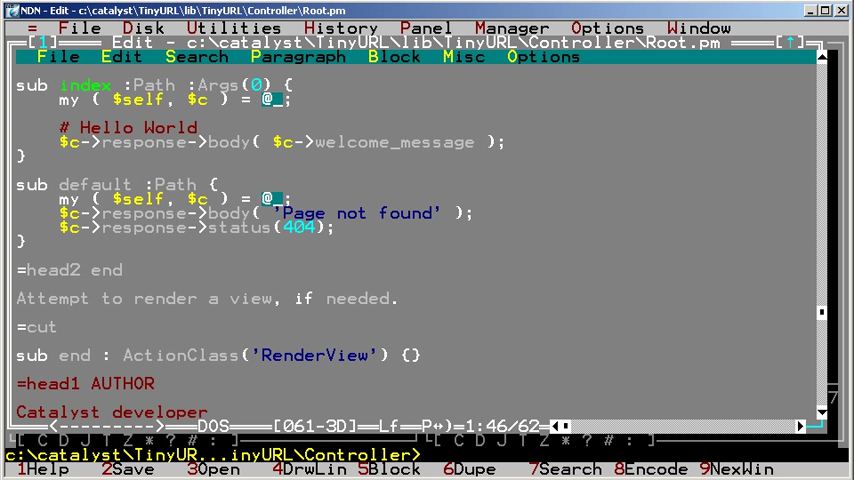 NDN - Edit - c:\catalyst\TinyURL\lib\TinyURL\Controller\Root.pm
= File Disk Utilities History Panel Manager Options Window
[1] Edit - c:\catalyst\TinyURL\lib\TinyURL\Controller\Root.pm [↑]
File Edit Search Paragraph Block Misc Options
sub index :Path :Args(0) {
my ( $self, $c ) = @_;
# Hello World
$c->response->body( $c->welcome_message );
}
sub default :Path {
my ( $self, $c ) = @_;
$c->response->body( 'Page not found' );
$c->response->status(404);
}
=head2 end
Attempt to render a view, if needed.
=cut
sub end : ActionClass('RenderView') {}
=head1 AUTHOR
Catalyst developer
<--------->——DOS——[061-3D]——Lf——P↔)=1:46/62
[ C D J T Z * ? # : ] [ C D J T Z * ? # : ]
c:\catalyst\TinyUR...inyURL\Controller>
1Help 2Save 3Open 4DrwLin 5Block 6Dupe 7Search 8Encode 9NexWin